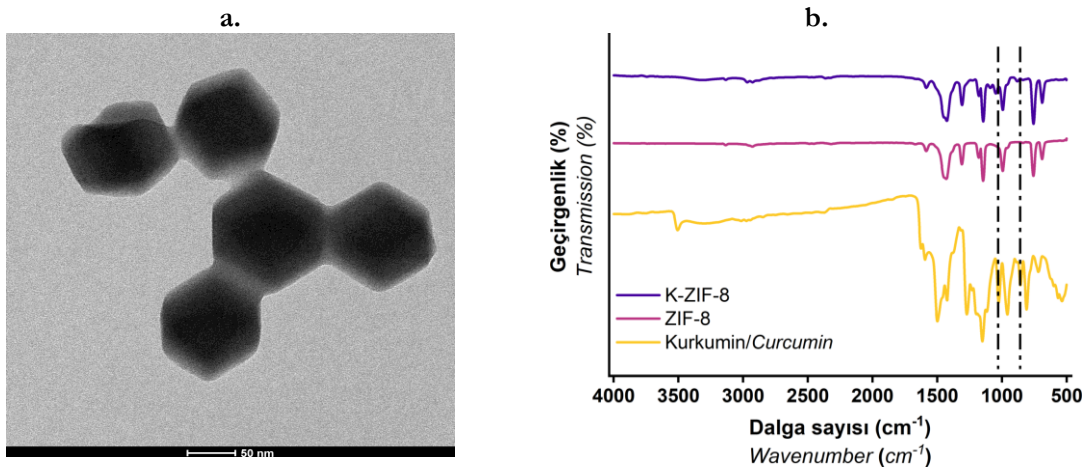 a.
50 nm
b.
Geçirgenlik (%)
Transmission (%)
K-ZIF-8
ZIF-8
Kurkumin/Curcumin
4000 3500 3000 2500 2000 1500 1000 500
Dalga sayısı (cm⁻¹)
Wavenumber (cm⁻¹)